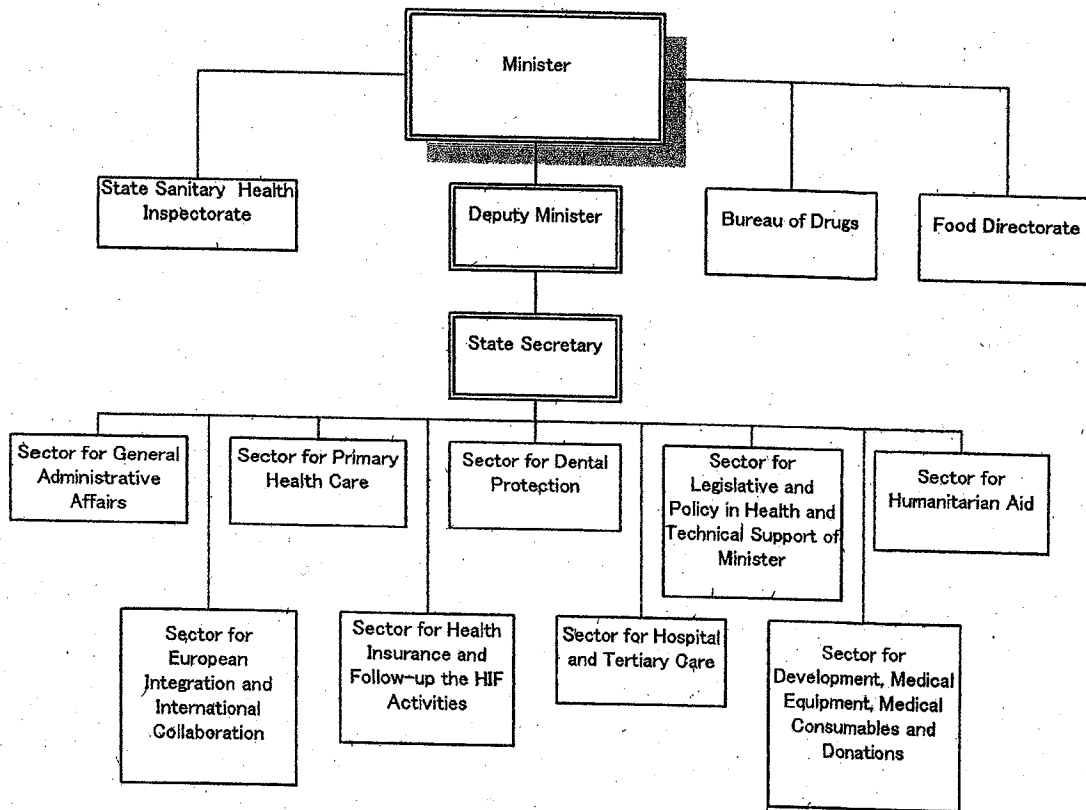 Minister
State Sanitary Health
Inspectorate
Deputy Minister
Bureau of Drugs
Food Directorate
State Secretary
Sector for General
Administrative
Affairs
Sector for Primary
Health Care
Sector for Dental
Protection
Sector for
Legislative and
Policy in Health and
Technical Support of
Minister
Sector for
Humanitarian Aid
Sector for
European
Integration and
International
Collaboration
Sector for Health
Insurance and
Follow-up the HIF
Activities
Sector for Hospital
and Tertiary Care
Sector for
Development, Medical
Equipment, Medical
Consumables and
Donations